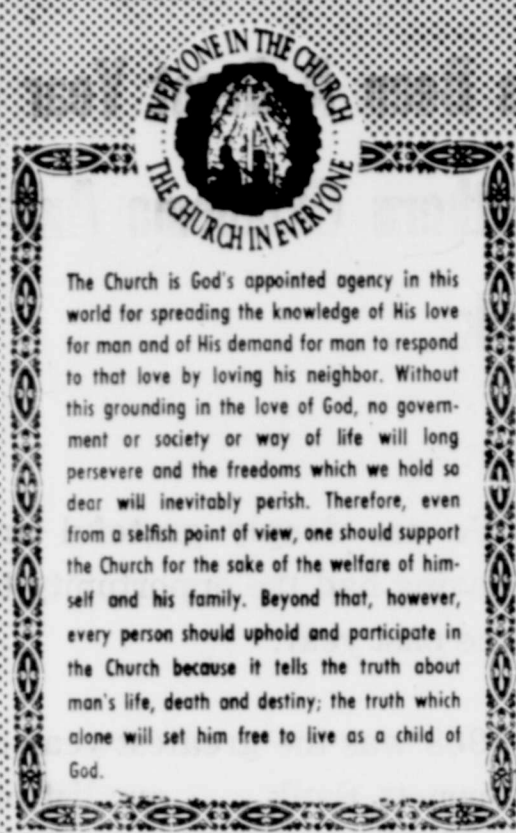 EVERYONE IN THE CHURCH
THE CHURCH IN EVERYONE
The Church is God's appointed agency in this
world for spreading the knowledge of His love
for man and of His demand for man to respond
to that love by loving his neighbor. Without
this grounding in the love of God, no govern-
ment or society or way of life will long
persevere and the freedoms which we hold so
dear will inevitably perish. Therefore, even
from a selfish point of view, one should support
the Church for the sake of the welfare of him-
self and his family. Beyond that, however,
every person should uphold and participate in
the Church because it tells the truth about
man's life, death and destiny; the truth which
alone will set him free to live as a child of
God.